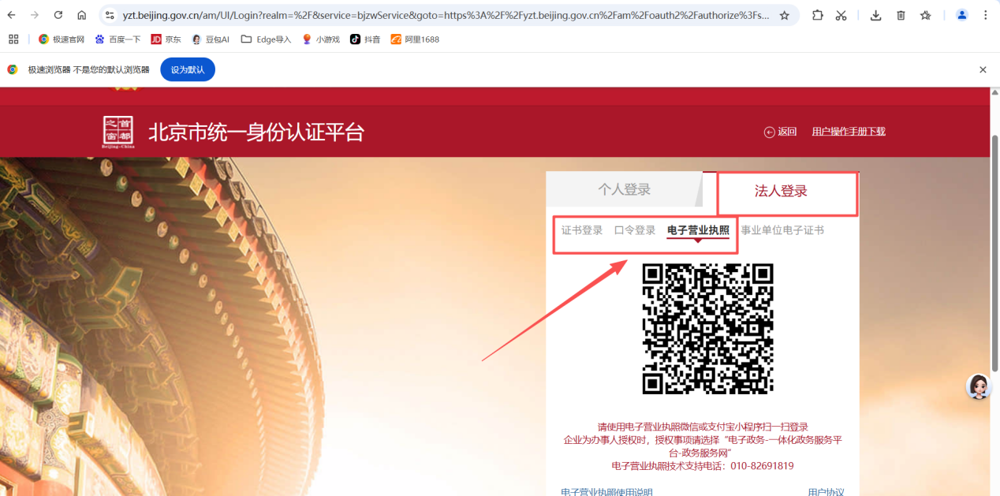 yzt.beijing.gov.cn/am/UI/Login?realm=%2F&service=bjzwService&goto=https%3A%2F%2Fyzt.beijing.gov.cn%2Fam%2Foauth2%2Fauthorize%3Fs...
极速官网 百度一下 JD 京东 豆包AI Edge导入 小游戏 抖音 阿里1688
极速浏览器 不是您的默认浏览器 设为默认
首都之窗
Beijing-China
北京市统一身份认证平台
返回 用户操作手册下载
个人登录 法人登录
证书登录 口令登录 电子营业执照 事业单位电子证书
请使用电子营业执照微信或支付宝小程序扫一扫登录
企业为办事人授权时，授权事项请选择“电子政务-一体化政务服务平
台-政务服务网”
电子营业执照技术支持电话：010-82691819
电子营业执照使用说明 用户协议